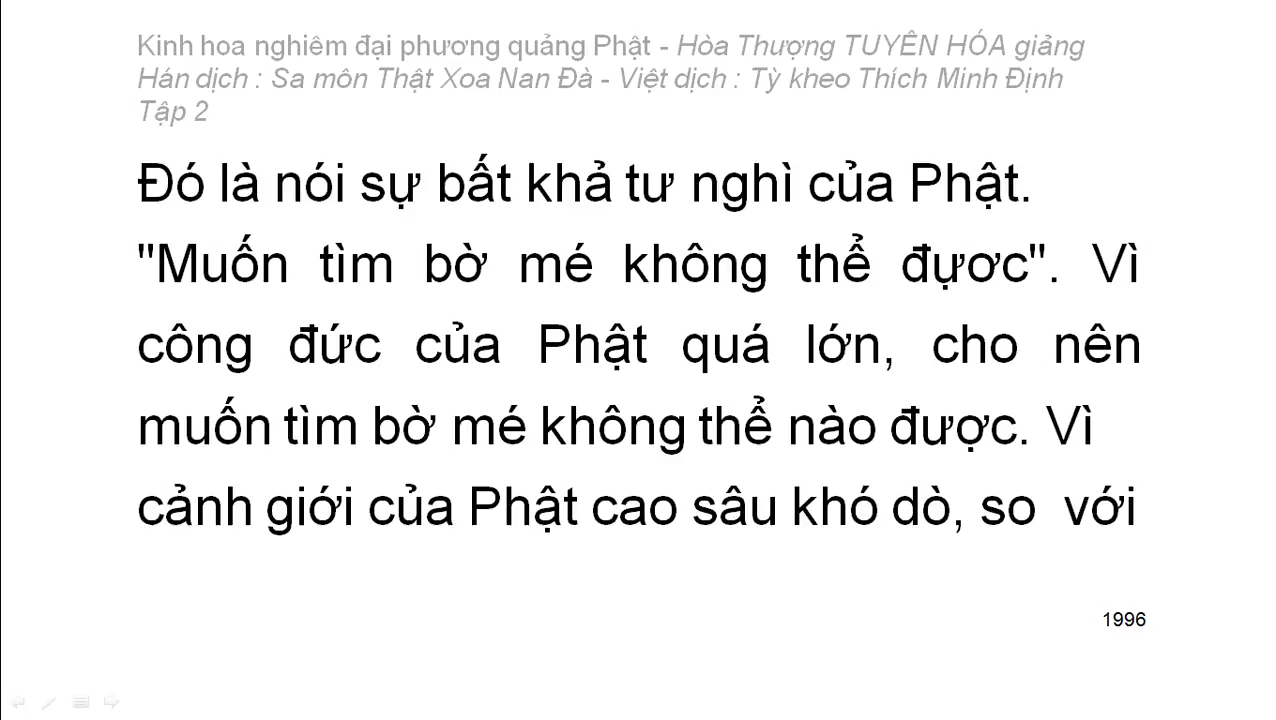 Kinh hoa nghiêm đại phương quảng Phật - Hòa Thượng TUYÊN HÓA giảng
Hán dịch : Sa môn Thật Xoa Nan Đà - Việt dịch : Tỳ kheo Thích Minh Định
Tập 2
Đó là nói sự bất khả tư nghì của Phật.
"Muốn tìm bờ mé không thể đựơc". Vì
công đức của Phật quá lớn, cho nên
muốn tìm bờ mé không thể nào được. Vì
cảnh giới của Phật cao sâu khó dò, so với
1996